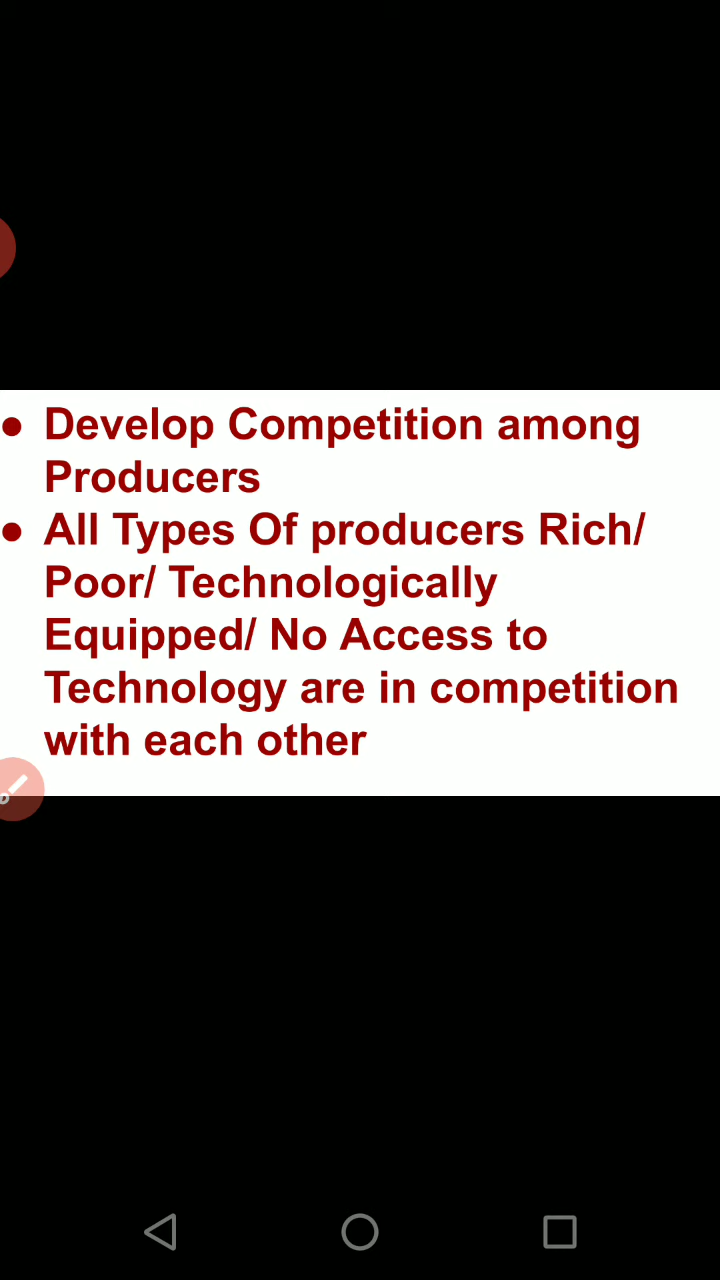 • Develop Competition among
Producers
• All Types Of producers Rich/
Poor/ Technologically
Equipped/ No Access to
Technology are in competition
with each other